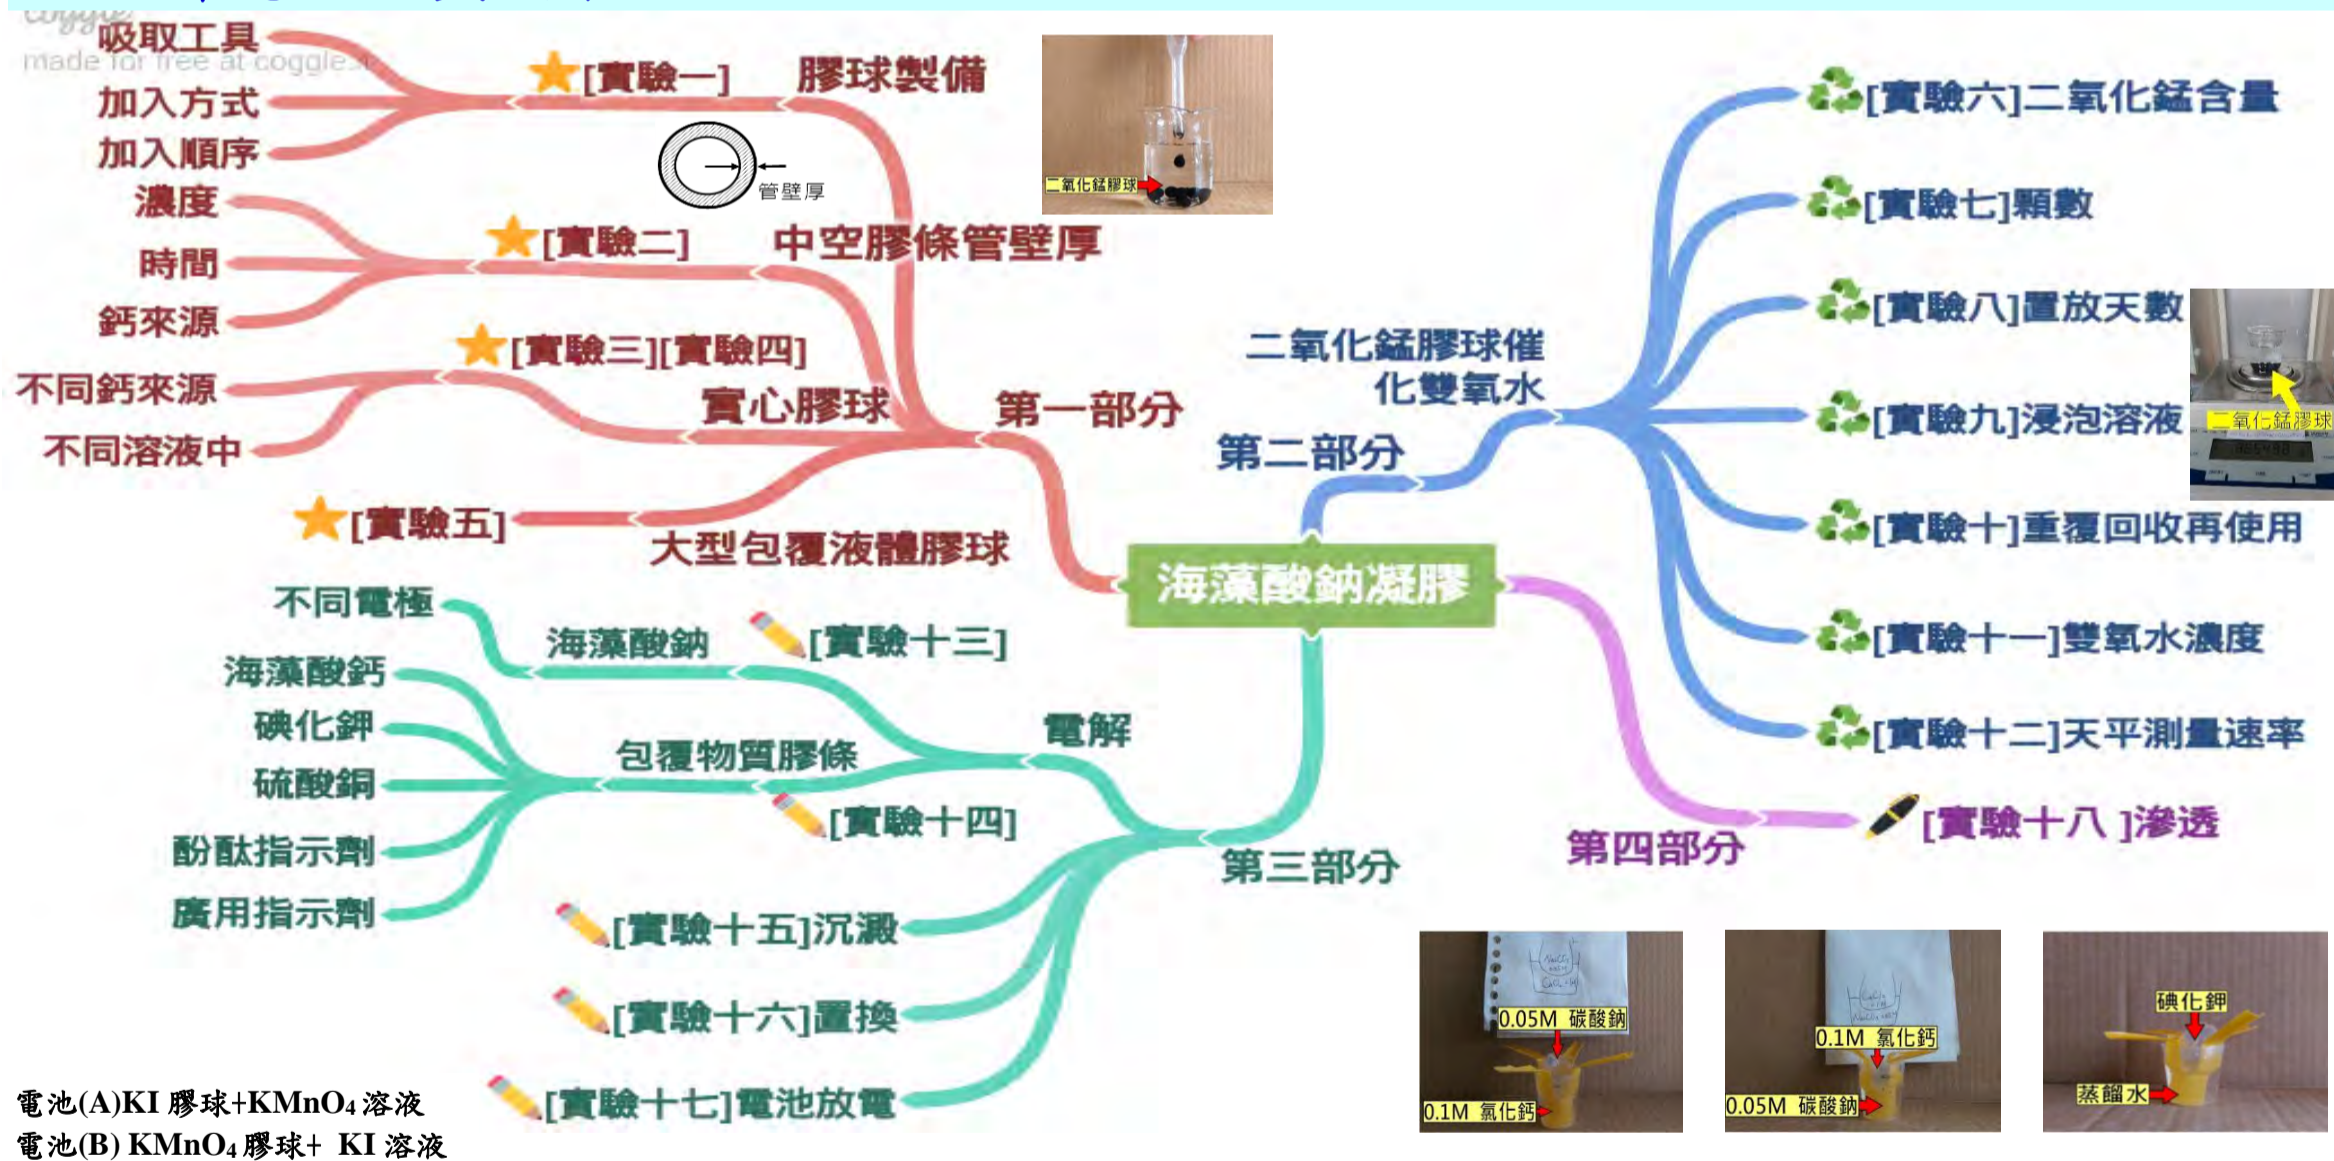 coggle
made for free at coggle.it
吸取工具
加入方式
加入順序
[實驗一]
膠球製備
管壁厚
二氧化錳膠球
濃度
時間
鈣來源
[實驗二]
中空膠條管壁厚
不同鈣來源
不同溶液中
[實驗三][實驗四]
實心膠球
第一部分
[實驗五]
大型包覆液體膠球
二氧化錳膠球催
化雙氧水
第二部分
[實驗六]二氧化錳含量
[實驗七]顆數
[實驗八]置放天數
[實驗九]浸泡溶液
二氧化錳膠球
[實驗十]重覆回收再使用
[實驗十一]雙氧水濃度
[實驗十二]天平測量速率
海藻酸鈉凝膠
不同電極
海藻酸鈉
[實驗十三]
海藻酸鈣
碘化鉀
硫酸銅
酚酞指示劑
廣用指示劑
包覆物質膠條
[實驗十四]
電解
第三部分
[實驗十五]沉澱
[實驗十六]置換
[實驗十七]電池放電
第四部分
[實驗十八 ]滲透
0.05M 碳酸鈉
0.1M 氯化鈣
0.1M 氯化鈣
0.05M 碳酸鈉
碘化鉀
蒸餾水
電池(A)KI 膠球+KMnO₄溶液
電池(B) KMnO₄膠球+ KI 溶液